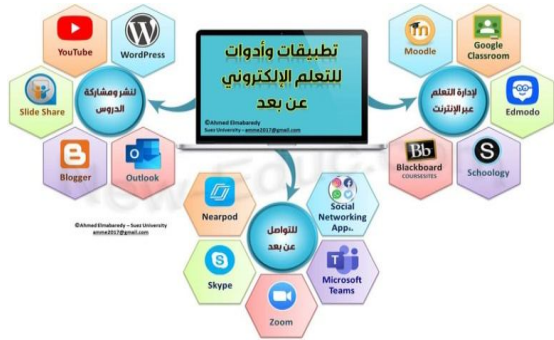 تطبيقات وأدوات
للتعلم الإلكتروني
عن بعد
©Ahmed Elmabaredy
Suez University - amme2017@gmail.com
لإدارة التعلم
عبر الإنترنت
Moodle
Google
Classroom
Edmodo
Schoology
Bb
Blackboard
COURSESITES
S
لنشر ومشاركة
الدروس
YouTube
WordPress
Slide Share
Blogger
Outlook
©Ahmed Elmabaredy – Suez University
amme2017@gmail.com
للتواصل
عن بعد
Nearpod
Social
Networking
Apps.
Skype
Microsoft
Teams
Zoom